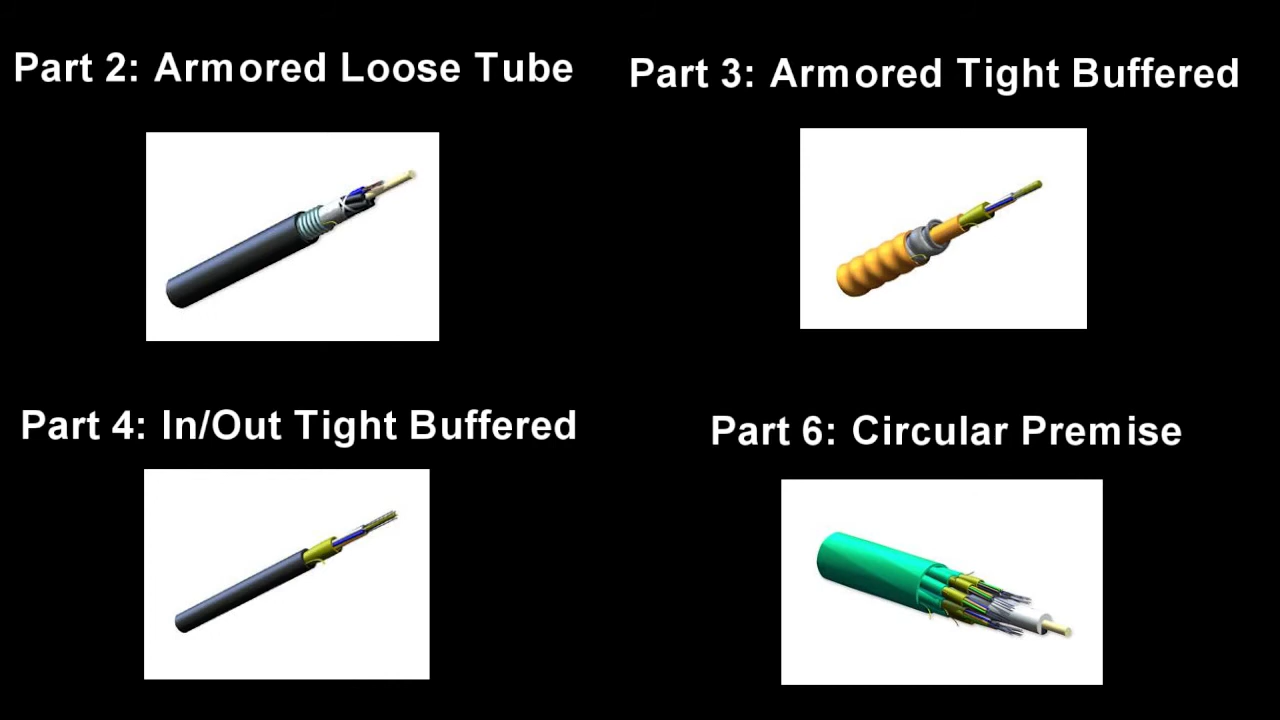 Part 2: Armored Loose Tube
Part 3: Armored Tight Buffered
Part 4: In/Out Tight Buffered
Part 6: Circular Premise